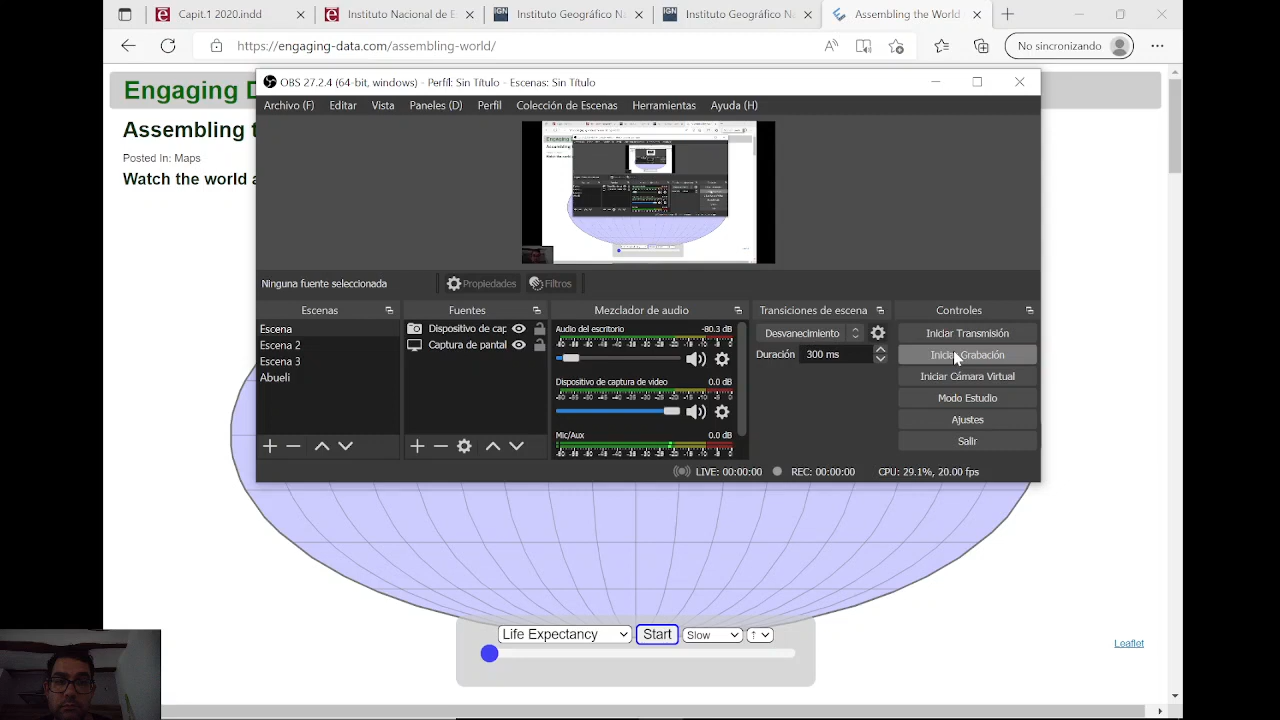 Capit.1 2020.indd
Instituto Nacional de E
Instituto Geográfico Na
Instituto Geográfico Na
Assembling the World
https://engaging-data.com/assembling-world/
No sincronizando
Engaging D
Assembling t
Posted In: Maps
Watch the world a
OBS 27.2.4 (64-bit, windows) - Perfil: Sin Título - Escenas: Sin Título
Archivo (F) Editar Vista Paneles (D) Perfil Colección de Escenas Herramientas Ayuda (H)
Ninguna fuente seleccionada
Propiedades
Filtros
Escenas
Escena
Escena 2
Escena 3
Abueli
Fuentes
Dispositivo de cap
Captura de pantal
Mezclador de audio
Audio del escritorio -80.3 dB
Dispositivo de captura de video 0.0 dB
Mic/Aux 0.0 dB
Transiciones de escena
Desvanecimiento
Duración 300 ms
Controles
Iniciar Transmisión
Iniciar Grabación
Iniciar Cámara Virtual
Modo Estudio
Ajustes
Salir
LIVE: 00:00:00 REC: 00:00:00 CPU: 29.1%, 20.00 fps
Life Expectancy Start Slow ↑
Leaflet